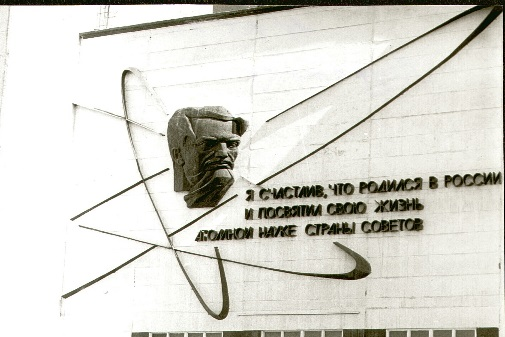 Я СЧАСТЛИВ, ЧТО РОДИЛСЯ В РОССИИ
И ПОСВЯТИЛ СВОЮ ЖИЗНЬ
АТОМНОЙ НАУКЕ СТРАНЫ СОВЕТОВ